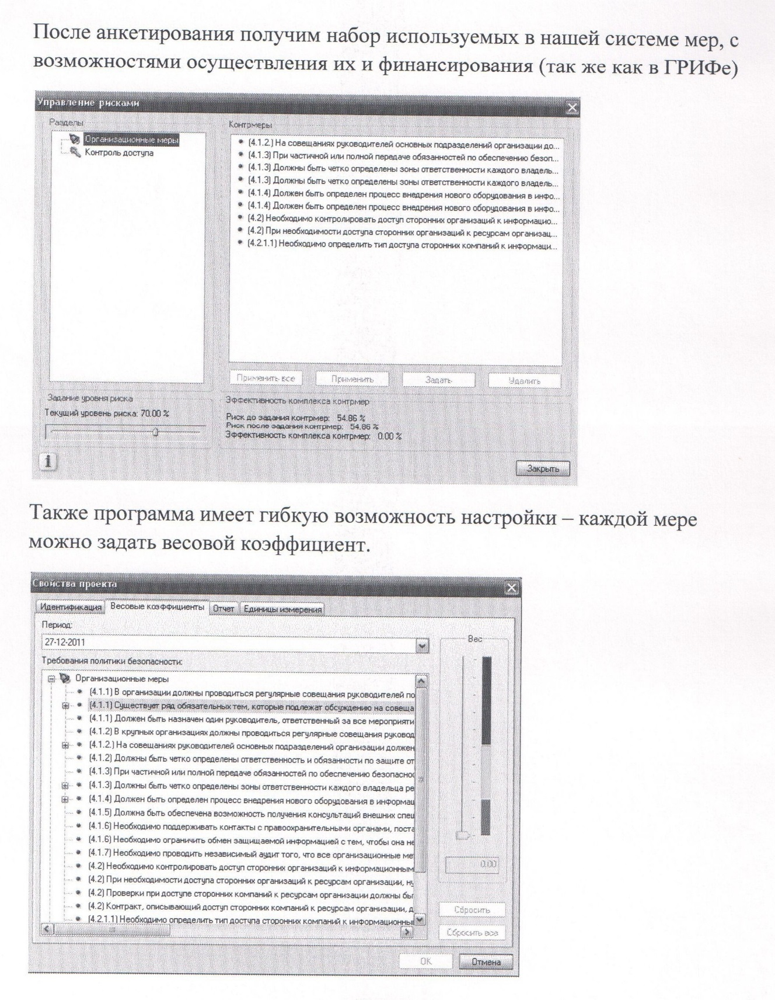 После анкетирования получим набор используемых в нашей системе мер, с
возможностями осуществления их и финансирования (так же как в ГРИФе)
Управление рисками
Разделы
Организационные меры
Контроль доступа
Контрмеры
(4.1.2.) На совещаниях руководителей основных подразделений организации до...
(4.1.3) При частичной или полной передаче обязанностей по обеспечению безоп...
(4.1.3) Должны быть четко определены зоны ответственности каждого владель...
(4.1.3) Должны быть четко определены зоны ответственности каждого владель...
(4.1.4) Должен быть определен процесс внедрения нового оборудования в инфо...
(4.1.4) Должен быть определен процесс внедрения нового оборудования в инфо...
(4.2) Необходимо контролировать доступ сторонних организаций к информацио...
(4.2) При необходимости доступа сторонних организаций к ресурсам организац...
(4.2.1.1) Необходимо определить тип доступа сторонних компаний к информаци...
Применить все Применить Задать Удалить
Задание уровня риска
Текущий уровень риска: 70.00 %
Эффективность комплекса контрмер
Риск до задания контрмер: 54.86 %
Риск после задания контрмер: 54.86 %
Эффективность комплекса контрмер: 0.00 %
i
Закрыть
Также программа имеет гибкую возможность настройки – каждой мере
можно задать весовой коэффициент.
Свойства проекта
Идентификация Весовые коэффициенты Отчет Единицы измерения
Период:
27-12-2011
Требования политики безопасности:
Организационные меры
(4.1.1) В организации должны проводиться регулярные совещания руководителей по
(4.1.1) Существует ряд обязательных тем, которые подлежат обсуждению на совеща
(4.1.1) Должен быть назначен один руководитель, ответственный за все мероприяти
(4.1.2) В крупных организациях должны проводиться регулярные совещания руковод
(4.1.2.) На совещаниях руководителей основных подразделений организации должен
(4.1.2) Должны быть четко определены ответственность и обязанности по защите от
(4.1.3) При частичной или полной передаче обязанностей по обеспечению безопасно
(4.1.3) Должны быть четко определены зоны ответственности каждого владельца ре
(4.1.4) Должен быть определен процесс внедрения нового оборудования в информац
(4.1.5) Должна быть обеспечена возможность получения консультаций внешних спец
(4.1.6) Необходимо поддерживать контакты с правоохранительными органами, поста
(4.1.6) Необходимо ограничить обмен защищаемой информацией с тем, чтобы она не
(4.1.7) Необходимо проводить независимый аудит того, что все организационные ме
(4.2) Необходимо контролировать доступ сторонних организаций к информационным
(4.2) При необходимости доступа сторонних организаций к ресурсам организации, ну
(4.2) Проверки при доступе сторонних компаний к ресурсам организации должны бы
(4.2) Контракт, описывающий доступ сторонних компаний к ресурсам организации, д
(4.2.1.1) Необходимо определить тип доступа сторонних компаний к информационны
Вес
0.00
Сбросить
Сбросить все
OK Отмена